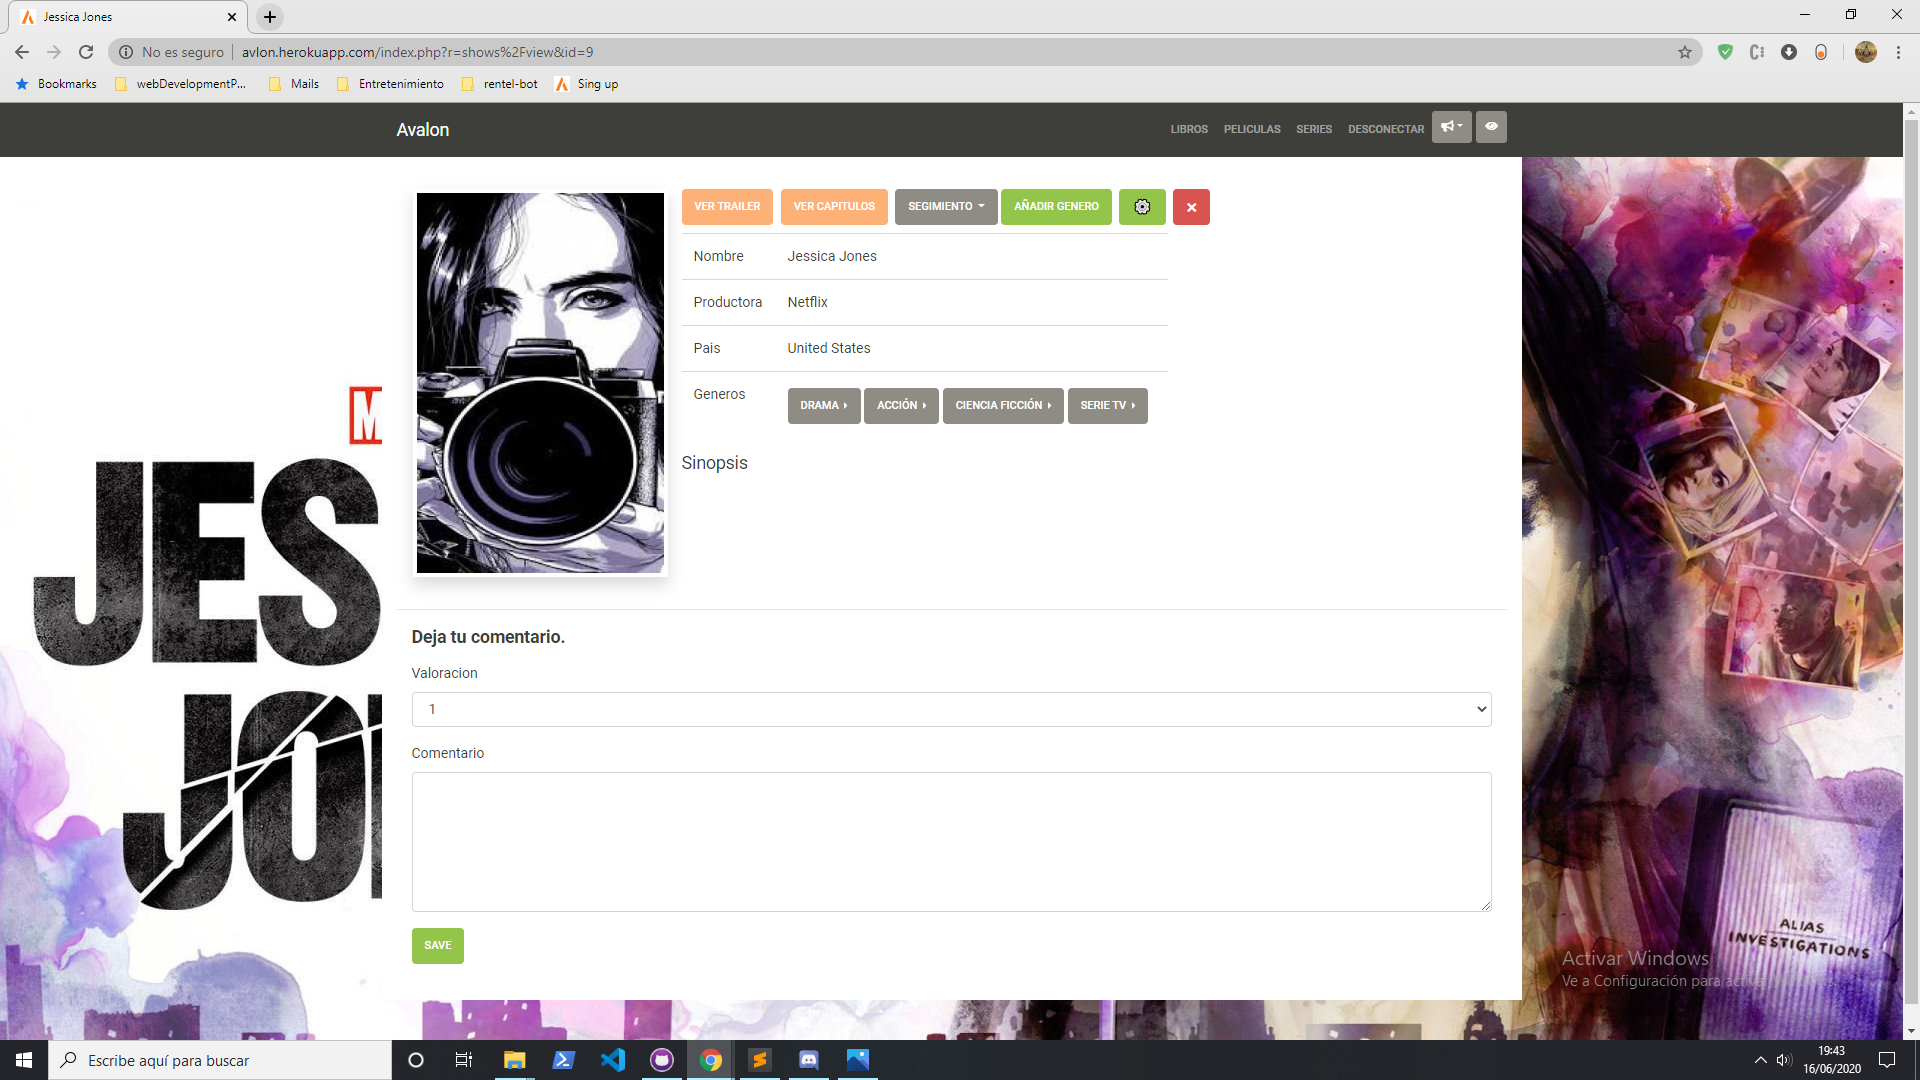 Jessica Jones
No es seguro | avlon.herokuapp.com/index.php?r=shows%2Fview&id=9
Bookmarks webDevelopmentP... Mails Entretenimiento rentel-bot Sing up
Avalon LIBROS PELICULAS SERIES DESCONECTAR
VER TRAILER VER CAPITULOS SEGIMIENTO AÑADIR GENERO
Nombre Jessica Jones
Productora Netflix
Pais United States
Generos DRAMA ACCIÓN CIENCIA FICCIÓN SERIE TV
Sinopsis
M
JES
JO
Deja tu comentario.
Valoracion
1
Comentario
SAVE
ALIAS
INVESTIGATIONS
Activar Windows
Ve a Configuración para activar Windows.
Escribe aquí para buscar
19:43
16/06/2020